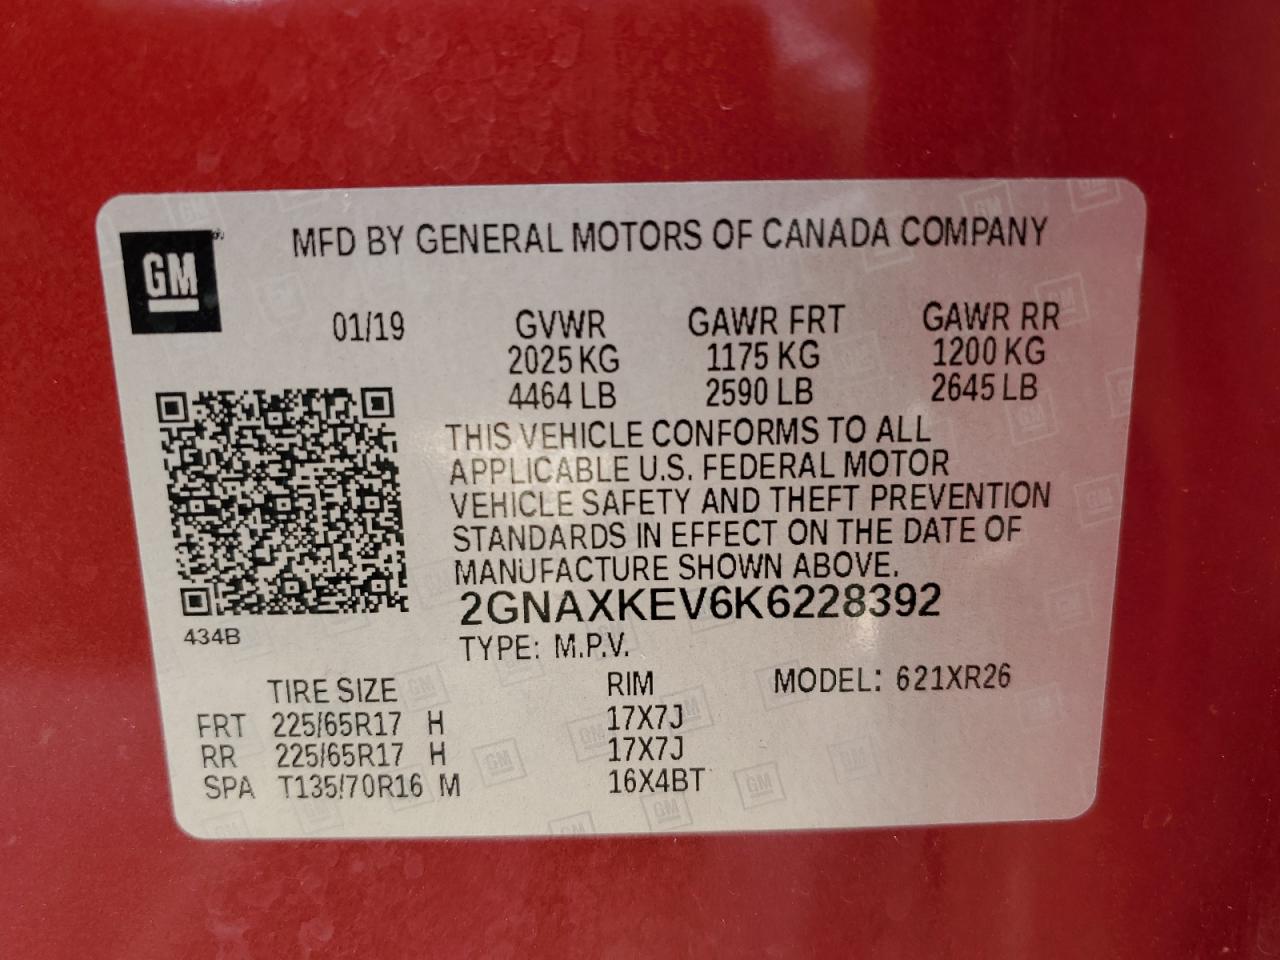 MFD BY GENERAL MOTORS OF CANADA COMPANY
GM
01/19 GVWR GAWR FRT GAWR RR
2025 KG 1175 KG 1200 KG
4464 LB 2590 LB 2645 LB
THIS VEHICLE CONFORMS TO ALL
APPLICABLE U.S. FEDERAL MOTOR
VEHICLE SAFETY AND THEFT PREVENTION
STANDARDS IN EFFECT ON THE DATE OF
MANUFACTURE SHOWN ABOVE.
2GNAXKEV6K6228392
434B
TYPE: M.P.V.
TIRE SIZE RIM MODEL: 621XR26
FRT 225/65R17 H 17X7J
RR 225/65R17 H 17X7J
SPA T135/70R16 M 16X4BT